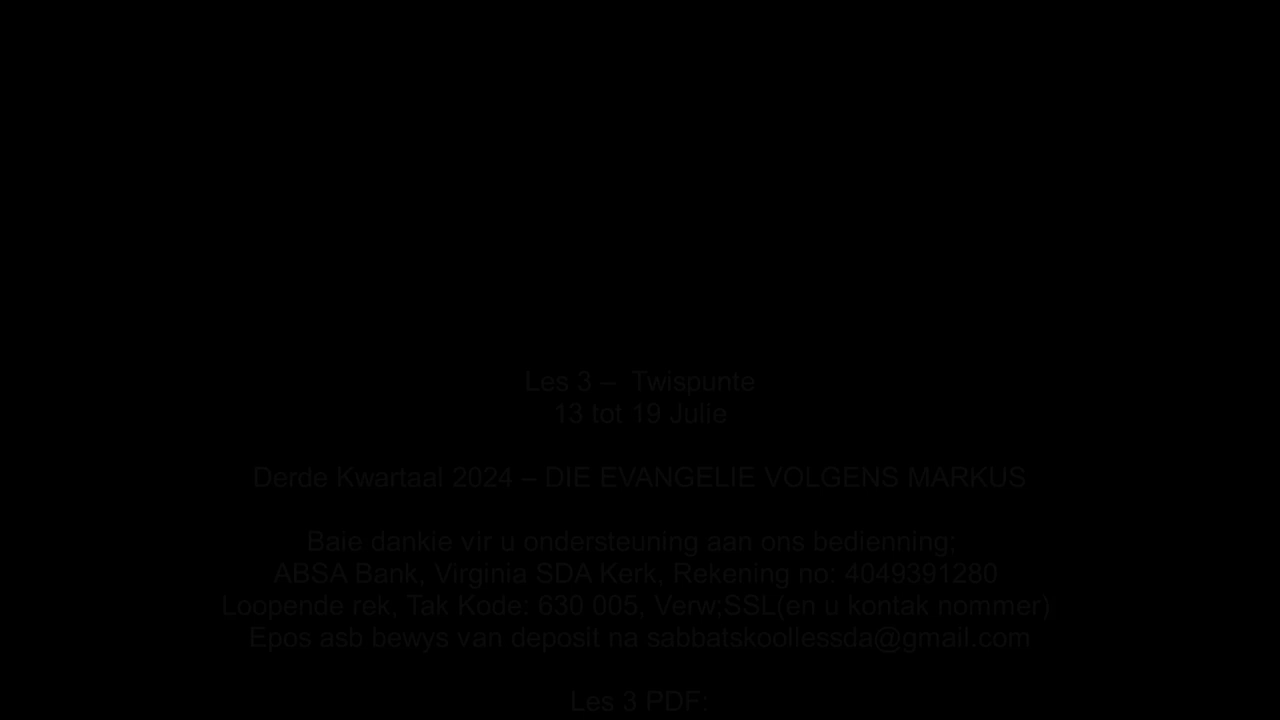 Les 3 – Twispunte
13 tot 19 Julie
Derde Kwartaal 2024 – DIE EVANGELIE VOLGENS MARKUS
Baie dankie vir u ondersteuning aan ons bedienning;
ABSA Bank, Virginia SDA Kerk, Rekening no: 4049391280
Loopende rek, Tak Kode: 630 005, Verw;SSL(en u kontak nommer)
Epos asb bewys van deposit na sabbatskoollessda@gmail.com
Les 3 PDF: